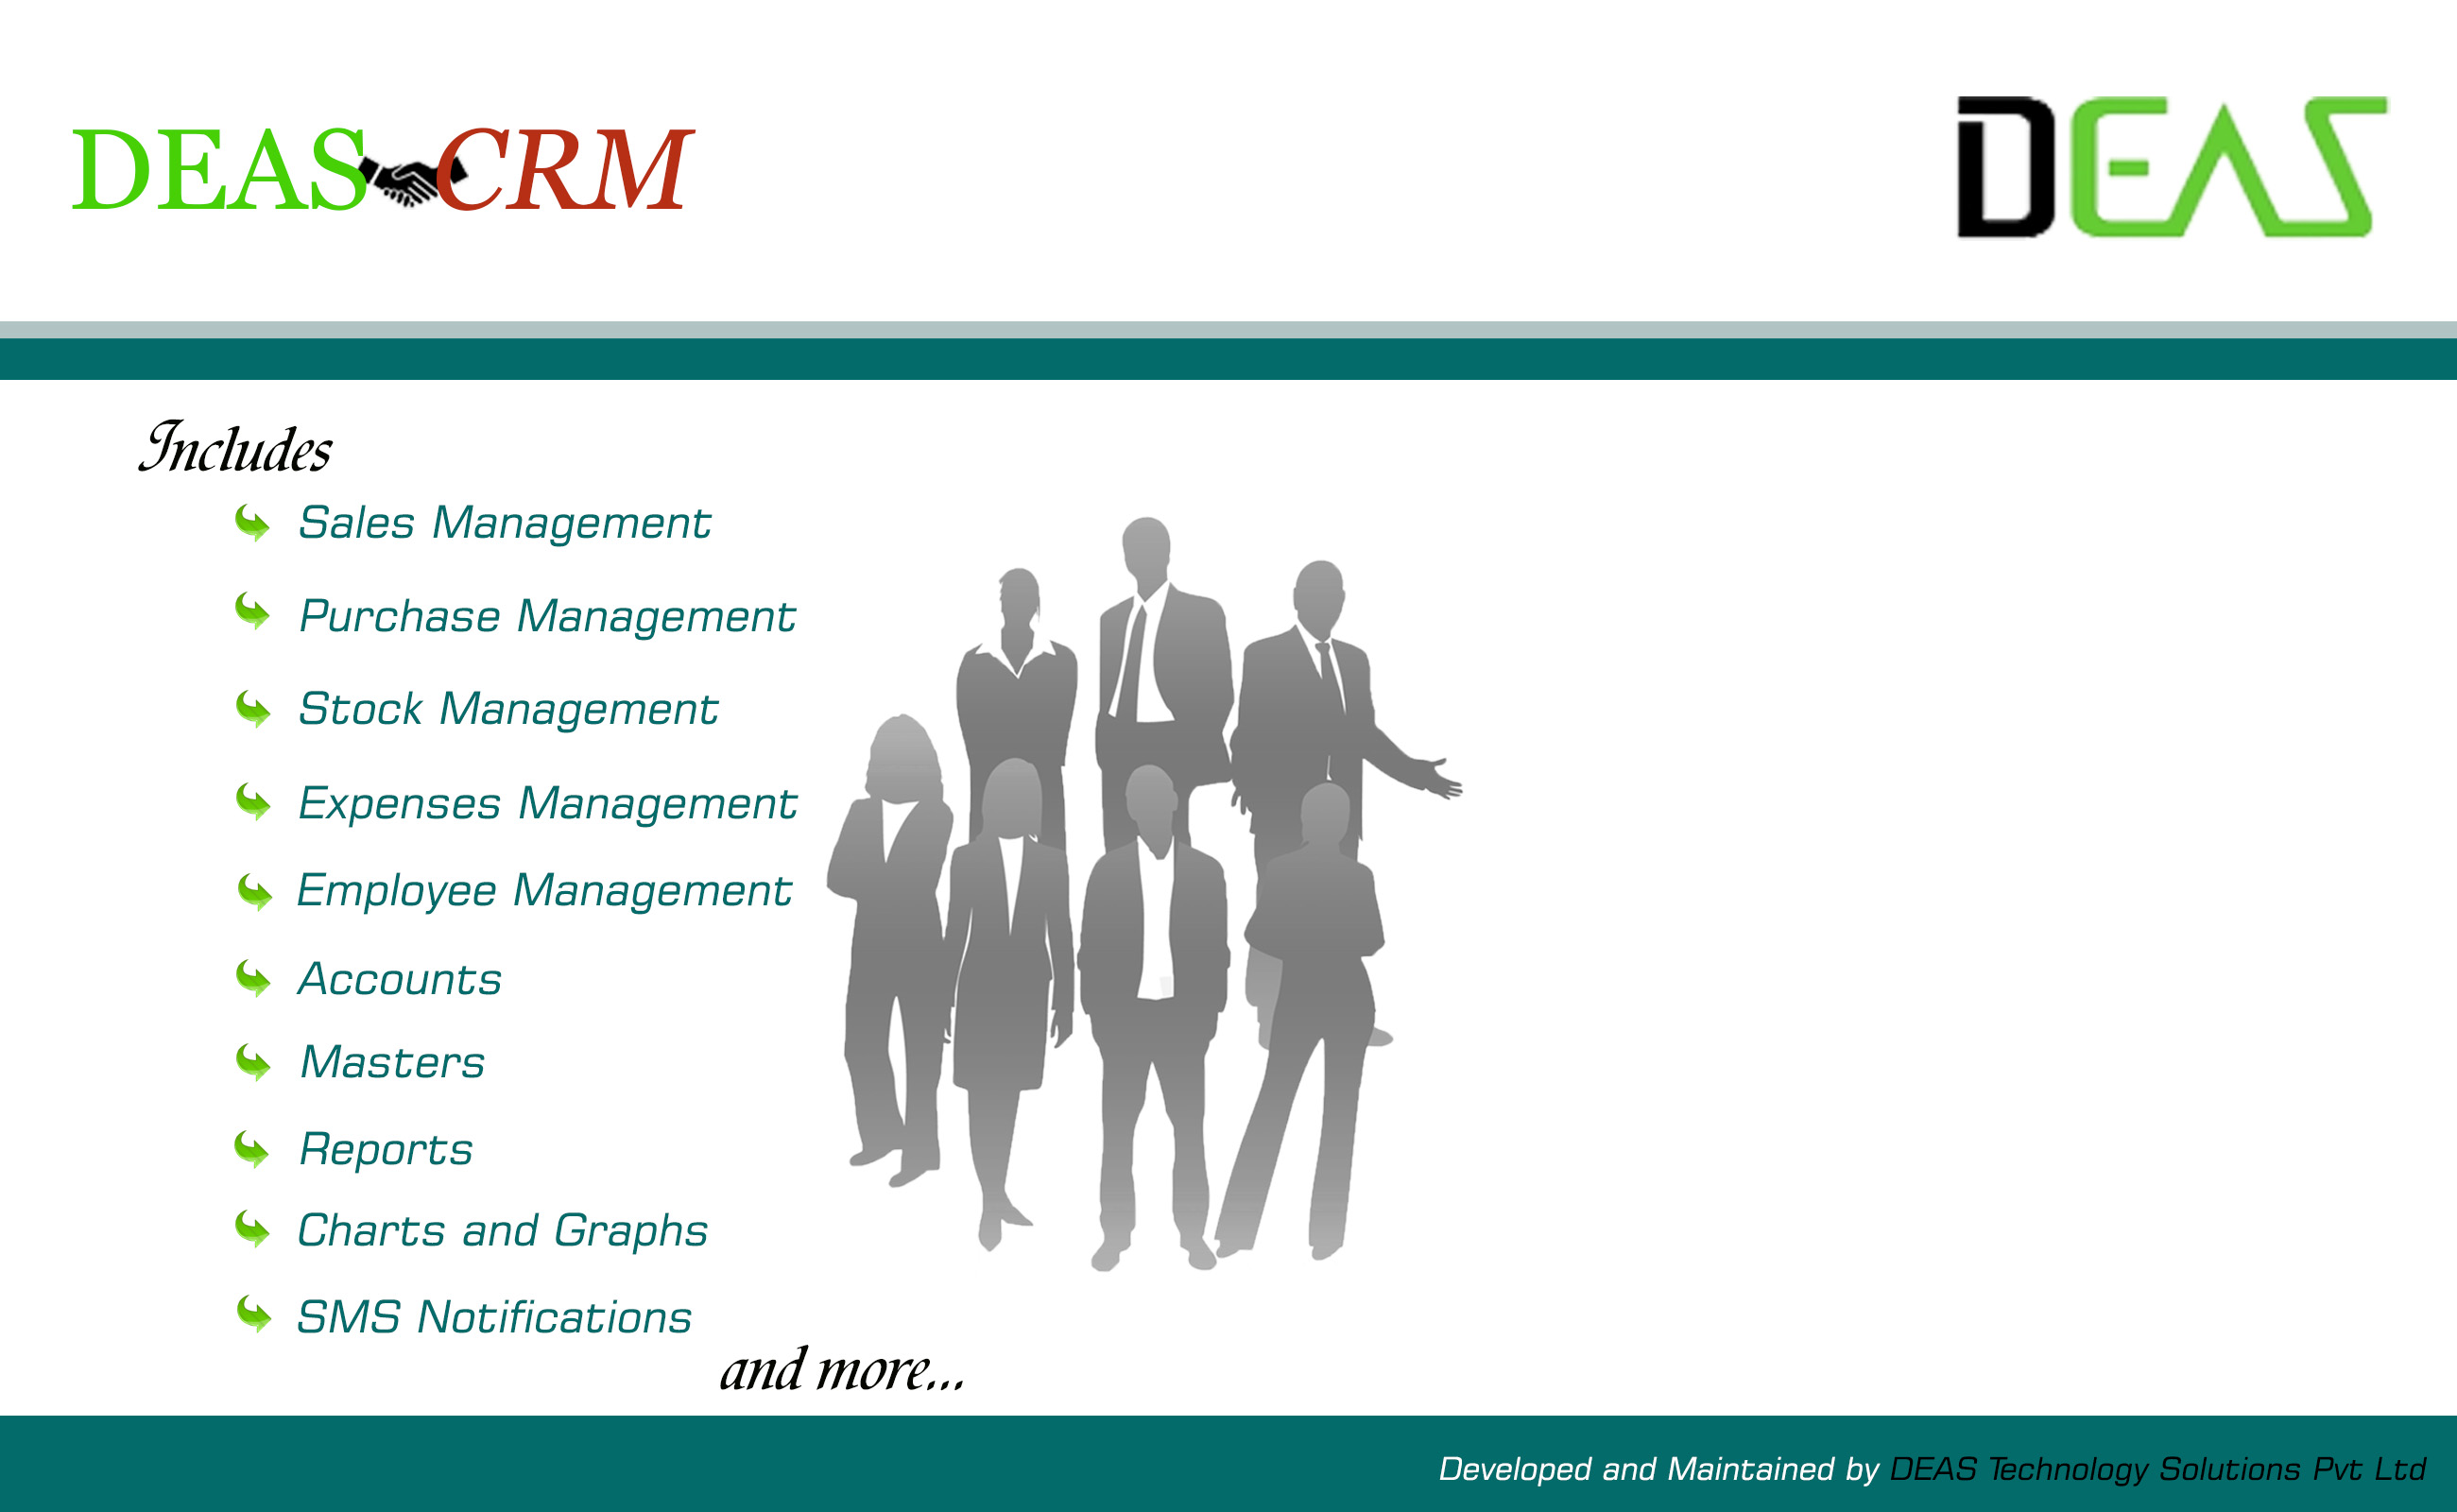 DEAS CRM
DEAS
Includes
Sales Management
Purchase Management
Stock Management
Expenses Management
Employee Management
Accounts
Masters
Reports
Charts and Graphs
SMS Notifications
and more...
Developed and Maintained by DEAS Technology Solutions Pvt Ltd